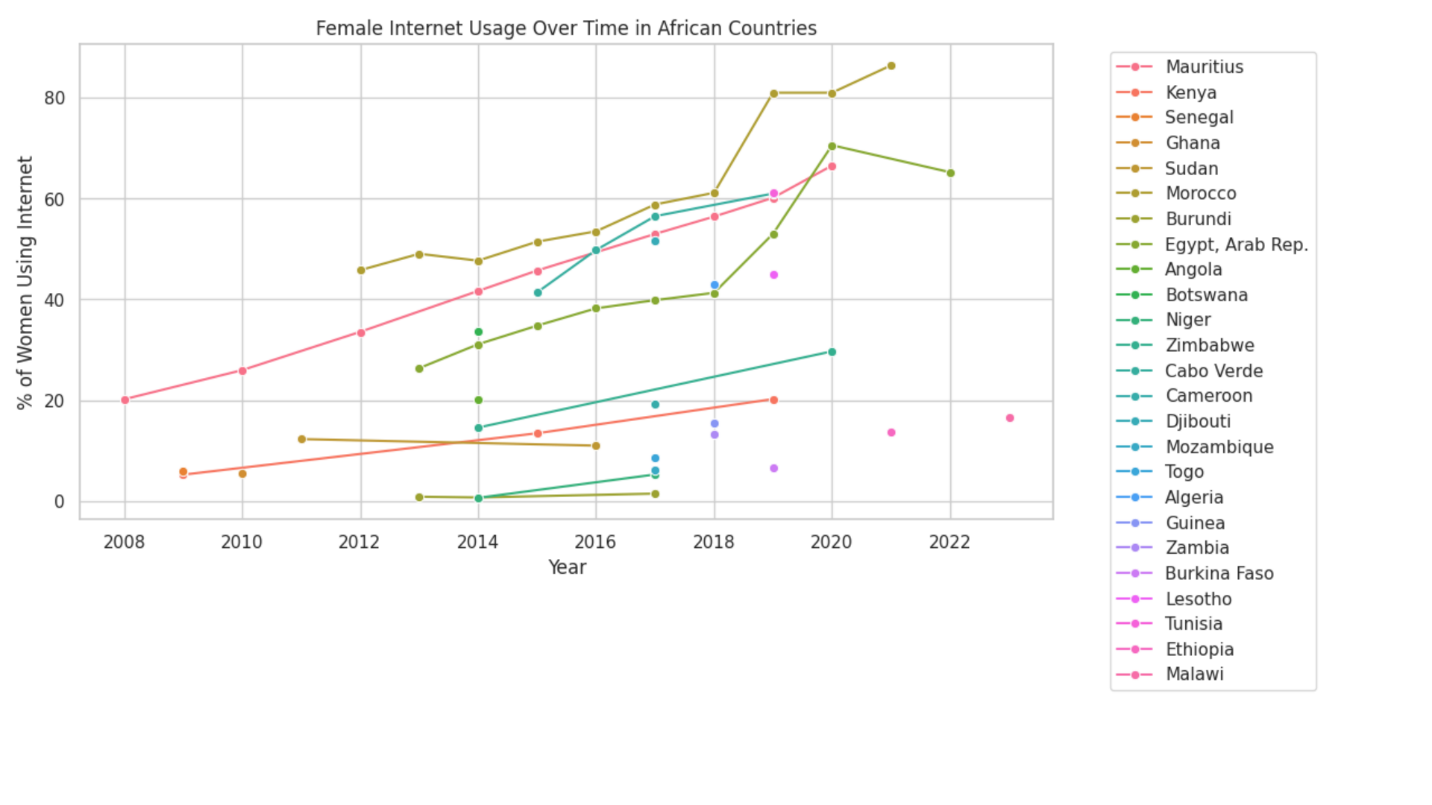 Female Internet Usage Over Time in African Countries
% of Women Using Internet
80
60
40
20
0
2008 2010 2012 2014 2016 2018 2020 2022
Year
Mauritius
Kenya
Senegal
Ghana
Sudan
Morocco
Burundi
Egypt, Arab Rep.
Angola
Botswana
Niger
Zimbabwe
Cabo Verde
Cameroon
Djibouti
Mozambique
Togo
Algeria
Guinea
Zambia
Burkina Faso
Lesotho
Tunisia
Ethiopia
Malawi